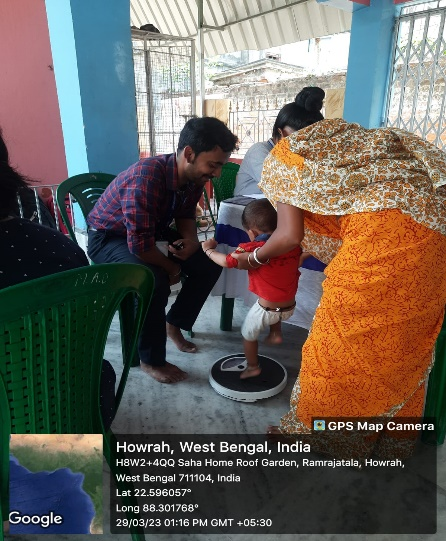 GPS Map Camera
Howrah, West Bengal, India
H8W2+4QQ Saha Home Roof Garden, Ramrajatala, Howrah,
West Bengal 711104, India
Lat 22.596057°
Long 88.301768°
29/03/23 01:16 PM GMT +05:30
Google